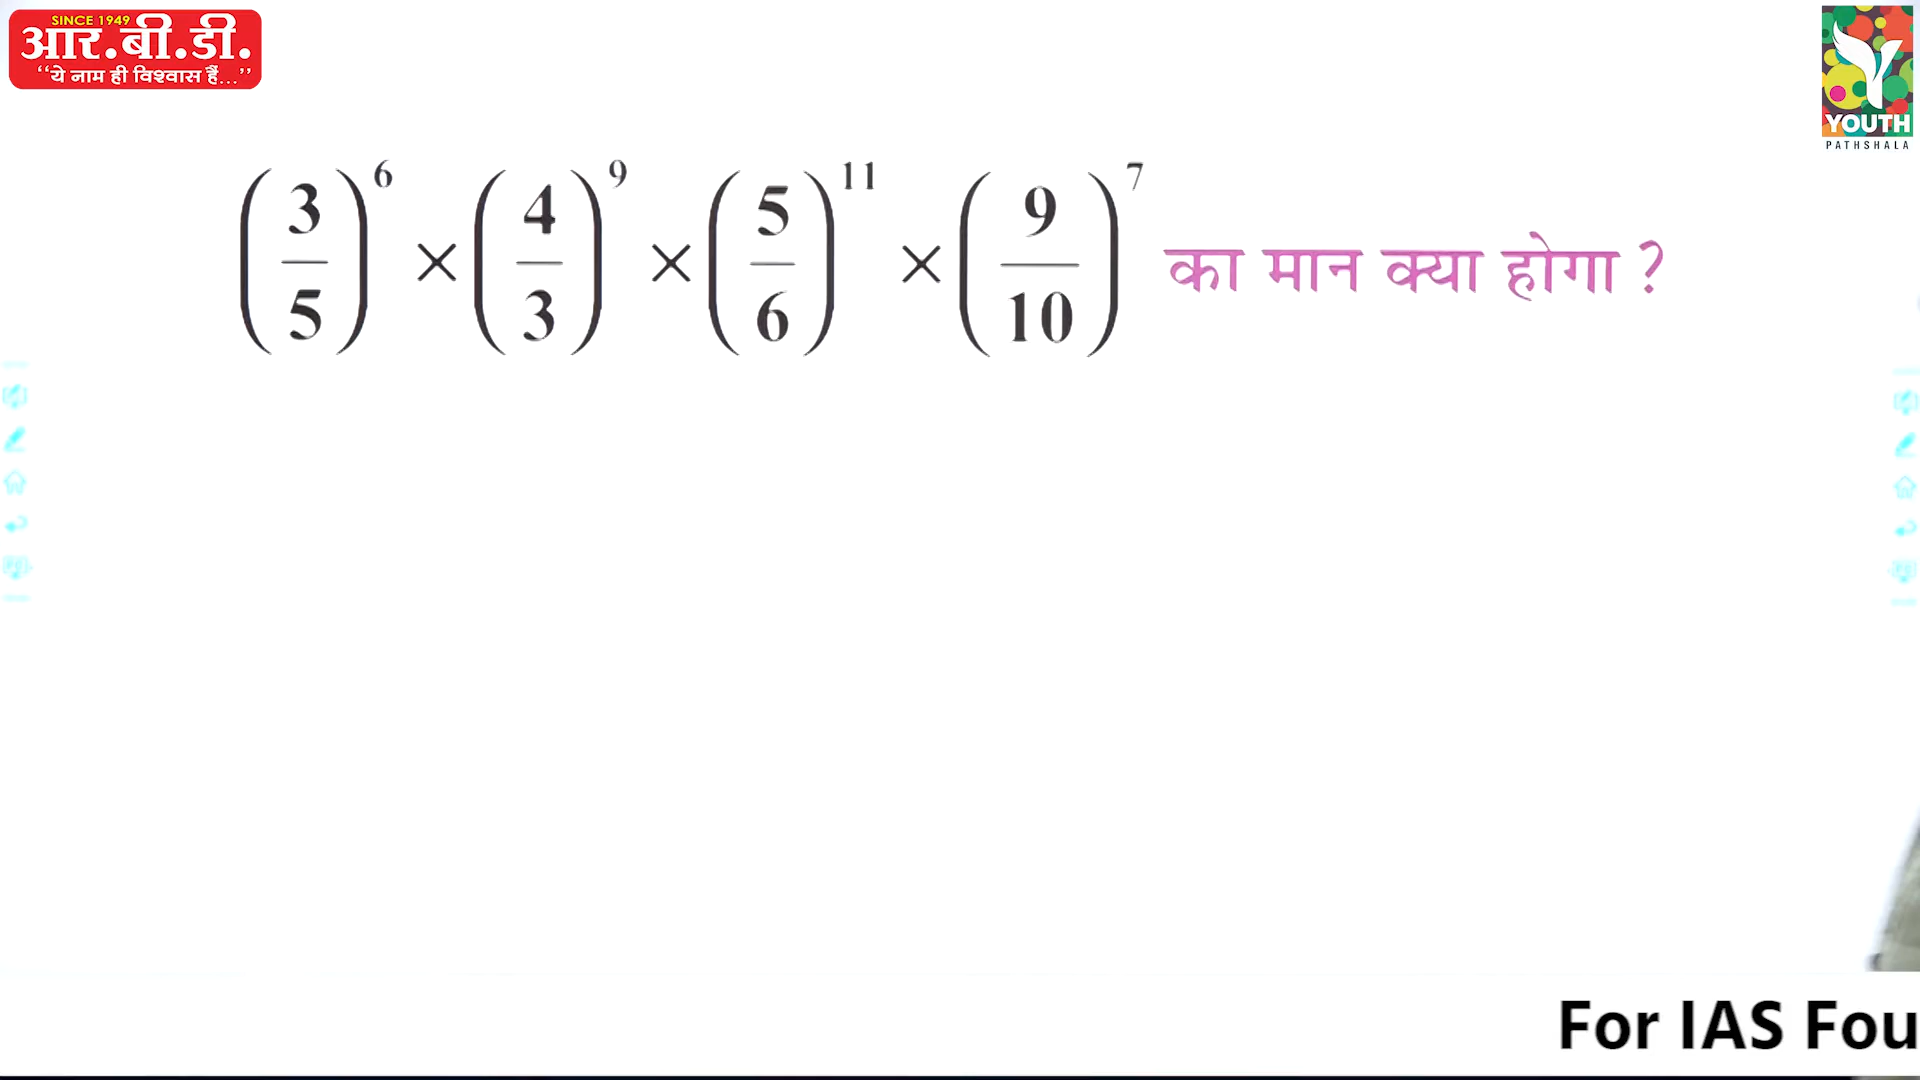 SINCE 1949
आर.बी.डी.
“ये नाम ही विश्वास हैं...”
YOUTH
PATHSHALA
(3/5)^6 × (4/3)^9 × (5/6)^11 × (9/10)^7 का मान क्या होगा ?
For IAS Fou